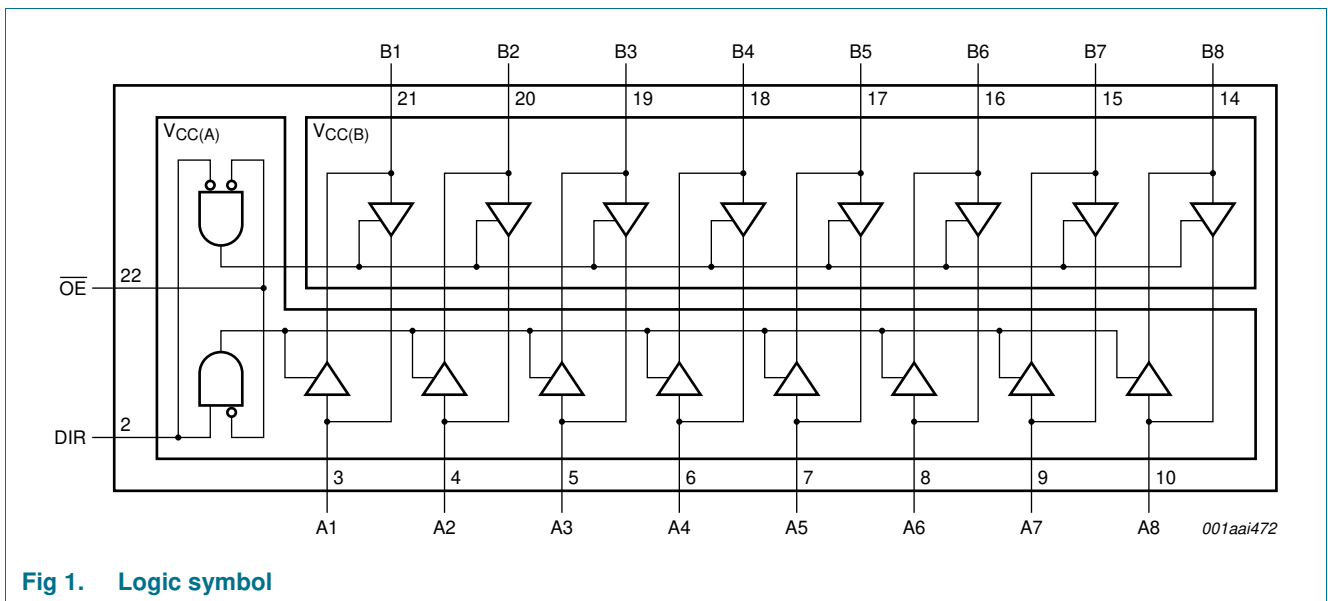 B1 B2 B3 B4 B5 B6 B7 B8
21 20 19 18 17 16 15 14
VCC(A) VCC(B)
OE 22
DIR 2
3 4 5 6 7 8 9 10
A1 A2 A3 A4 A5 A6 A7 A8 001aai472
Fig 1. Logic symbol